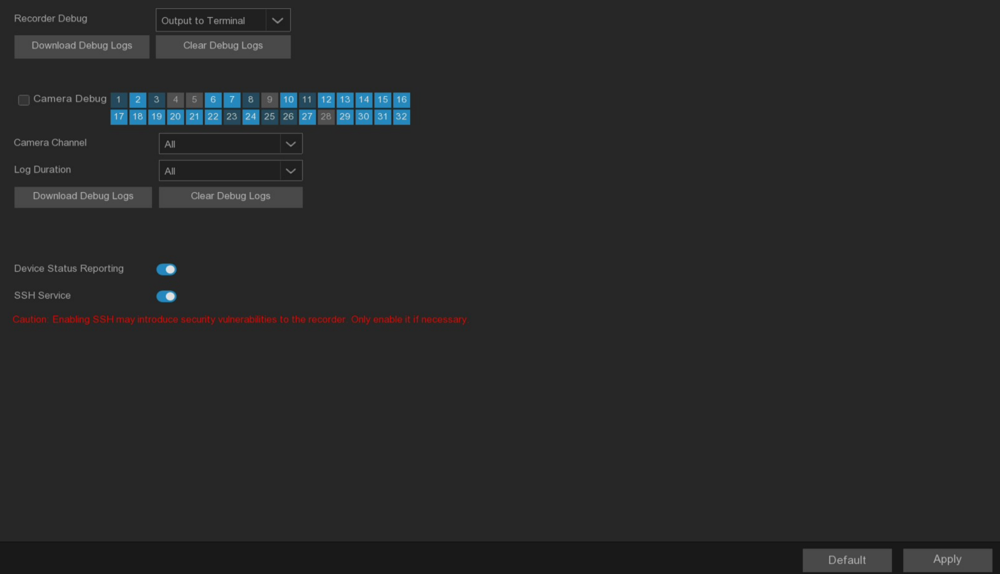 Recorder Debug Output to Terminal
Download Debug Logs Clear Debug Logs
Camera Debug 1 2 3 4 5 6 7 8 9 10 11 12 13 14 15 16
17 18 19 20 21 22 23 24 25 26 27 28 29 30 31 32
Camera Channel All
Log Duration All
Download Debug Logs Clear Debug Logs
Device Status Reporting
SSH Service
Caution: Enabling SSH may introduce security vulnerabilities to the recorder. Only enable it if necessary.
Default Apply